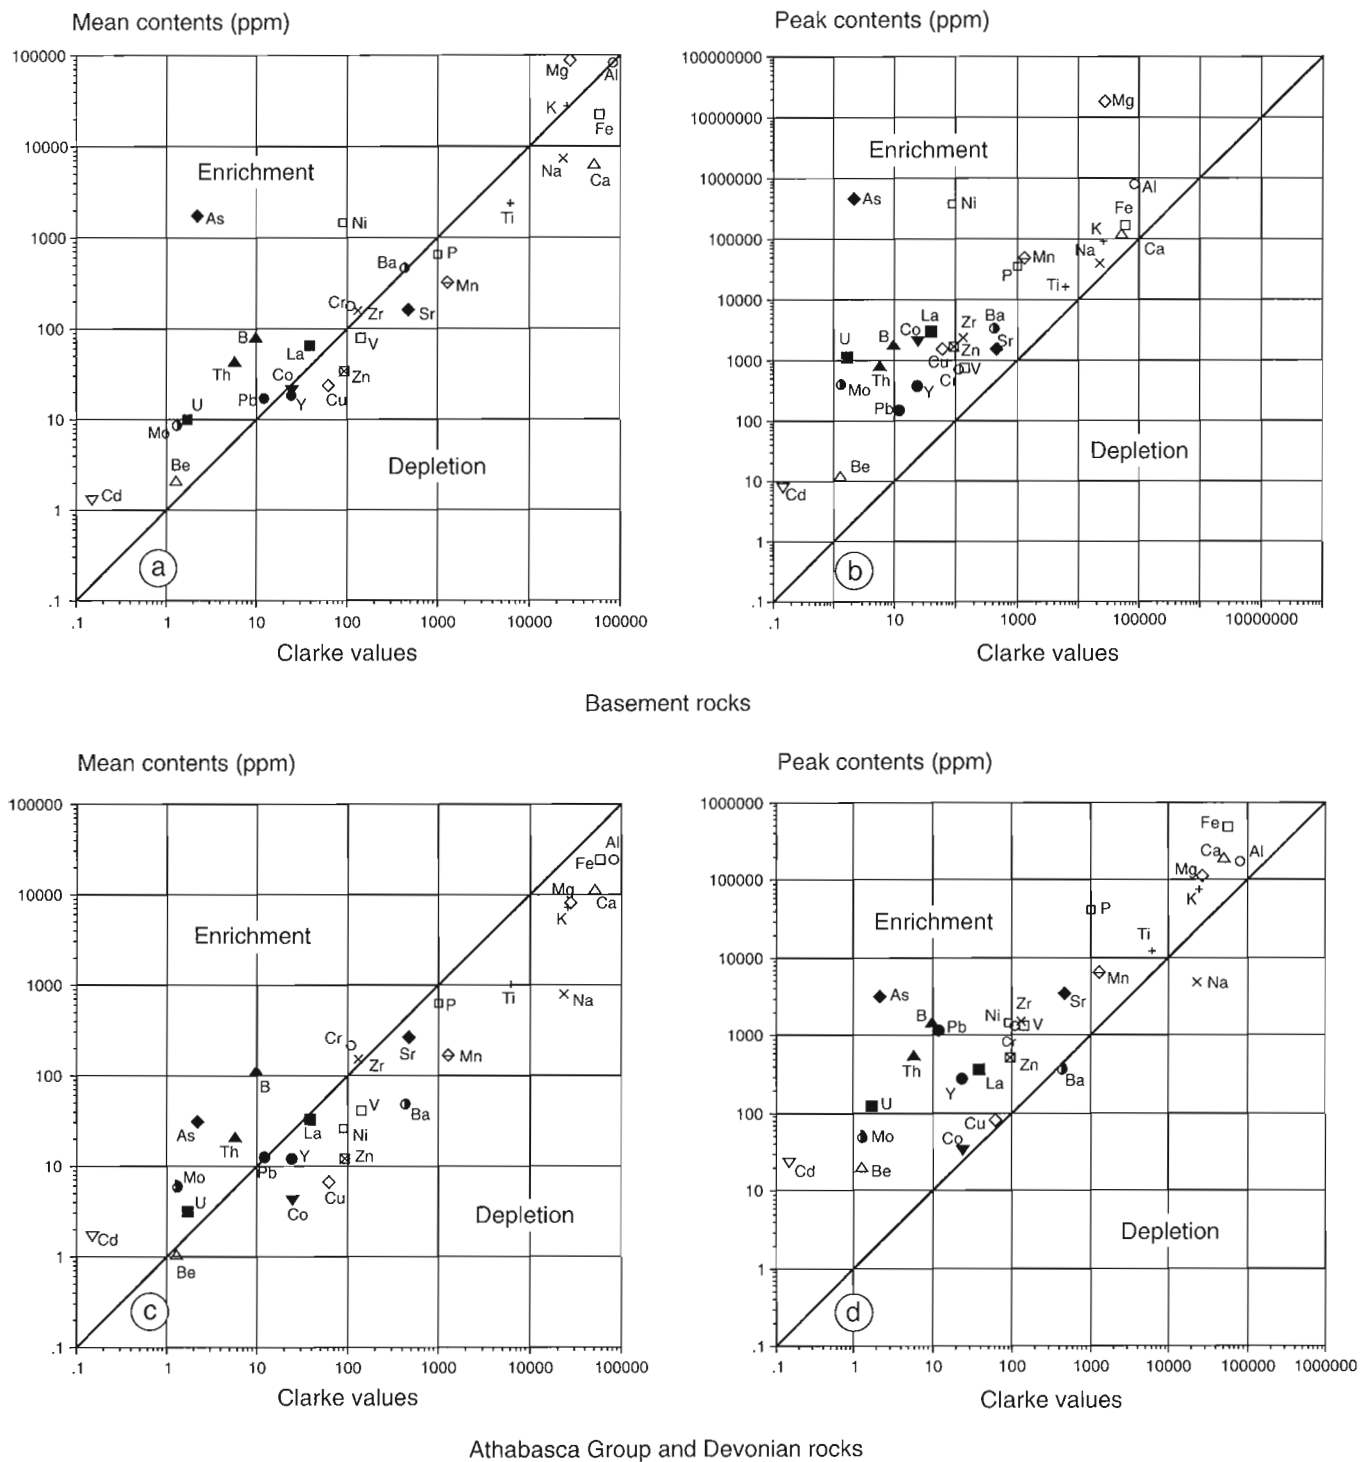 Mean contents (ppm)
100000
10000
1000
100
10
1
.1
.1 1 10 100 1000 10000 100000
Clarke values
Enrichment
Depletion
Mg
Al
K
Fe
Na
Ca
As
Ni
Ti
Ba
P
Mn
Cr
Zr
Sr
B
V
La
Th
Co
Zn
Pb
Y
Cu
U
Mo
Be
Cd
a
Peak contents (ppm)
100000000
10000000
1000000
100000
10000
1000
100
10
1
.1
.1 10 1000 100000 10000000
Clarke values
Enrichment
Depletion
Mg
Al
As
Ni
Fe
K
Na
Ca
Mn
P
Ti
La
Ba
Co
Zr
U
B
Sr
Zn
Cu
Th
Cr
V
Mo
Y
Pb
Be
Cd
b
Basement rocks
Mean contents (ppm)
100000
10000
1000
100
10
1
.1
.1 1 10 100 1000 10000 100000
Clarke values
Enrichment
Depletion
Al
Fe
Mg
Ca
K
Ti
Na
P
Cr
Sr
Mn
Zr
B
V
Ba
As
La
Ni
Th
Pb
Y
Zn
Mo
Cu
U
Co
Cd
Be
c
Peak contents (ppm)
1000000
100000
10000
1000
100
10
1
.1
.1 1 10 100 1000 10000 100000 1000000
Clarke values
Enrichment
Depletion
Fe
Ca
Al
Mg
K
P
Ti
Mn
Na
As
Sr
Zr
B
Pb
Ni
V
Cr
Th
Zn
La
Y
Ba
U
Cu
Mo
Co
Cd
Be
d
Athabasca Group and Devonian rocks